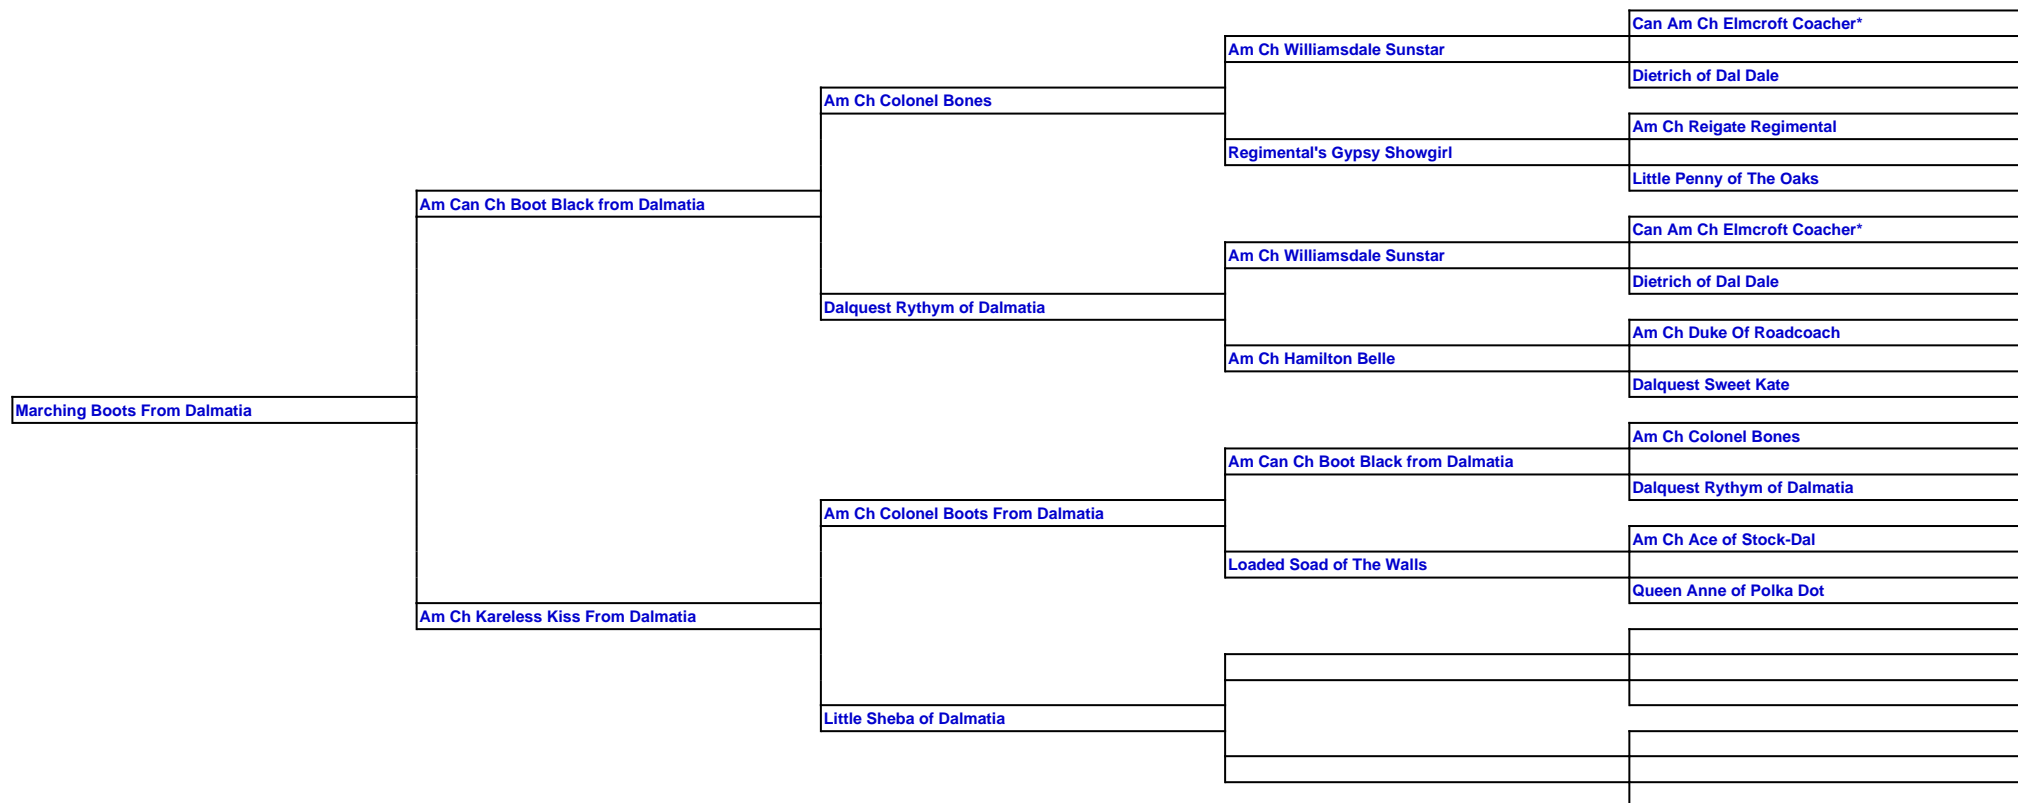 Can Am Ch Elmcroft Coacher*
Am Ch Williamsdale Sunstar
Dietrich of Dal Dale
Am Ch Colonel Bones
Am Ch Reigate Regimental
Regimental's Gypsy Showgirl
Little Penny of The Oaks
Am Can Ch Boot Black from Dalmatia
Can Am Ch Elmcroft Coacher*
Am Ch Williamsdale Sunstar
Dietrich of Dal Dale
Dalquest Rythym of Dalmatia
Am Ch Duke Of Roadcoach
Am Ch Hamilton Belle
Dalquest Sweet Kate
Marching Boots From Dalmatia
Am Ch Colonel Bones
Am Can Ch Boot Black from Dalmatia
Dalquest Rythym of Dalmatia
Am Ch Colonel Boots From Dalmatia
Am Ch Ace of Stock-Dal
Loaded Soad of The Walls
Queen Anne of Polka Dot
Am Ch Kareless Kiss From Dalmatia
Little Sheba of Dalmatia